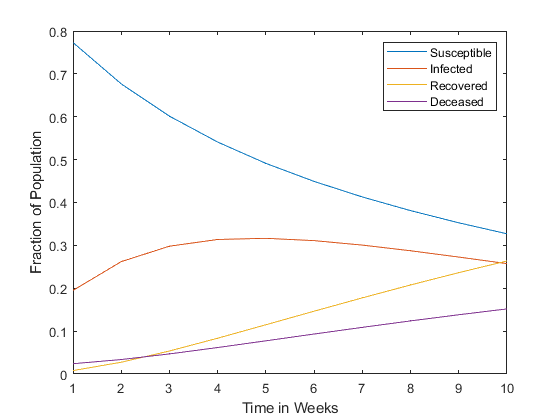 0.8
0.7
0.6
0.5
0.4
0.3
0.2
0.1
0
Fraction of Population
Susceptible
Infected
Recovered
Deceased
1 2 3 4 5 6 7 8 9 10
Time in Weeks